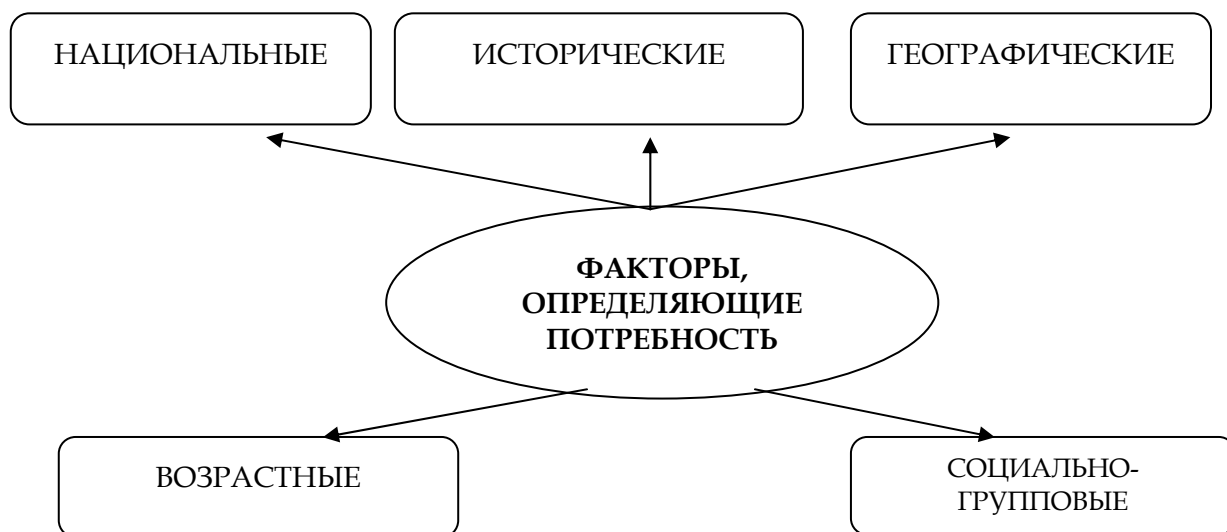 НАЦИОНАЛЬНЫЕ
ИСТОРИЧЕСКИЕ
ГЕОГРАФИЧЕСКИЕ
ФАКТОРЫ,
ОПРЕДЕЛЯЮЩИЕ
ПОТРЕБНОСТЬ
ВОЗРАСТНЫЕ
СОЦИАЛЬНО-
ГРУППОВЫЕ